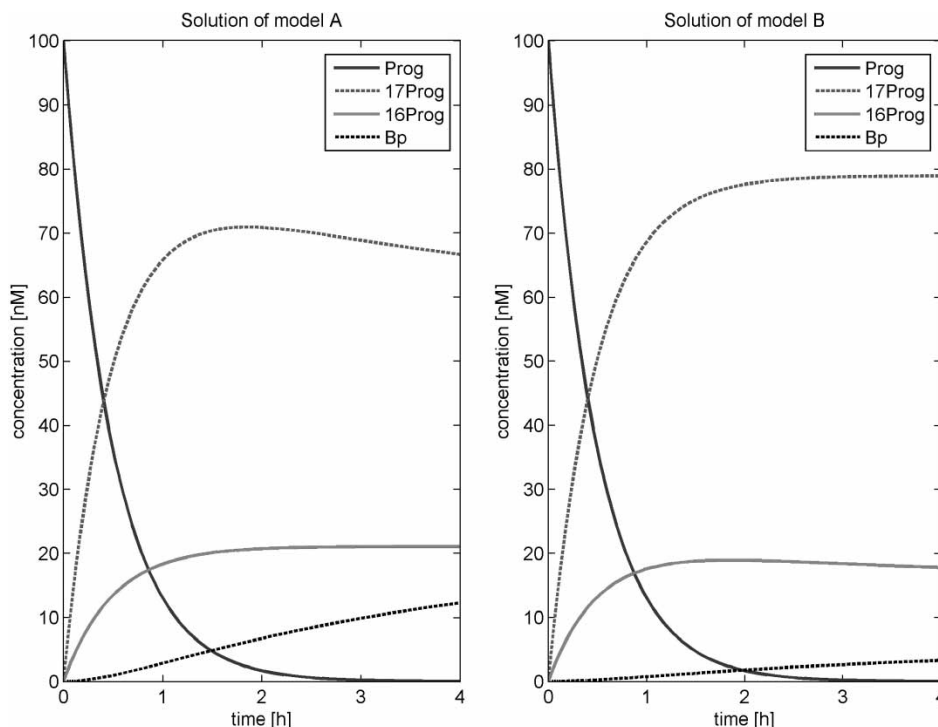 Solution of model A
100
90
80
70
60
50
40
30
20
10
0
concentration [nM]
0 1 2 3 4
time [h]
Prog
17Prog
16Prog
Bp
Solution of model B
100
90
80
70
60
50
40
30
20
10
0
concentration [nM]
0 1 2 3 4
time [h]
Prog
17Prog
16Prog
Bp